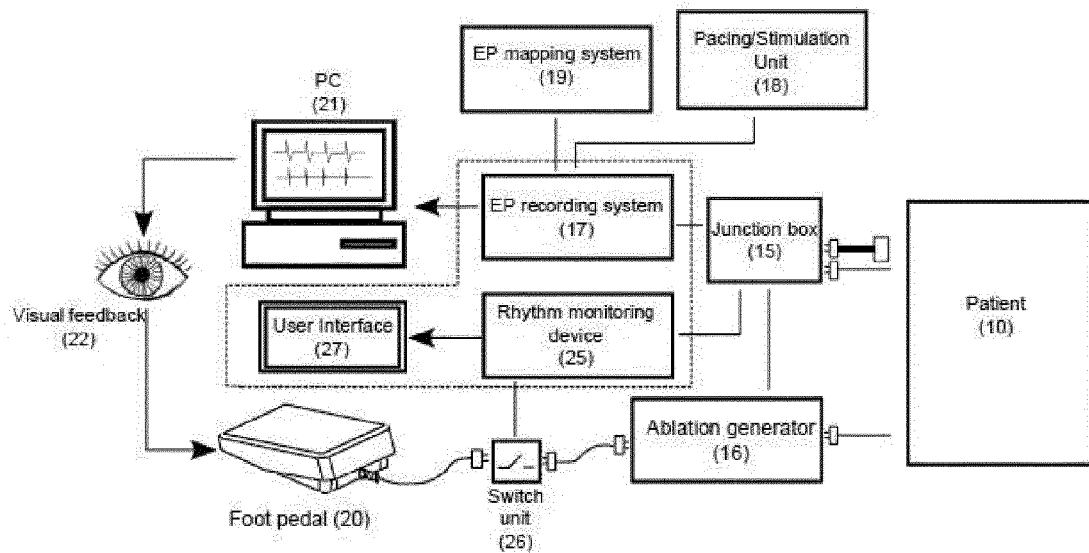 EP mapping system
(19)
Pacing/Stimulation
Unit
(18)
PC
(21)
EP recording system
(17)
Junction box
(15)
Patient
(10)
Visual feedback
(22)
User Interface
(27)
Rhythm monitoring
device
(25)
Ablation generator
(16)
Foot pedal (20)
Switch
unit
(26)